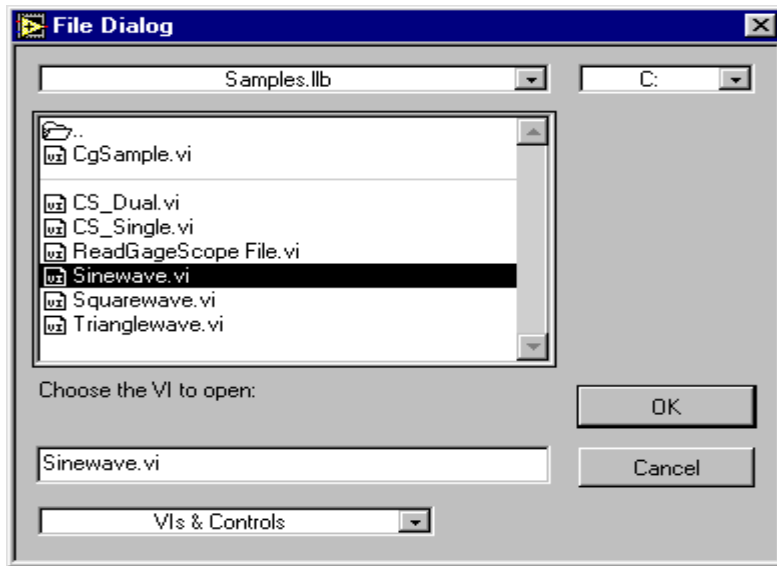 File Dialog
Samples.llb
C:
..
CgSample.vi
CS_Dual.vi
CS_Single.vi
ReadGageScope File.vi
Sinewave.vi
Squarewave.vi
Trianglewave.vi
Choose the VI to open:
OK
Sinewave.vi
Cancel
VIs & Controls